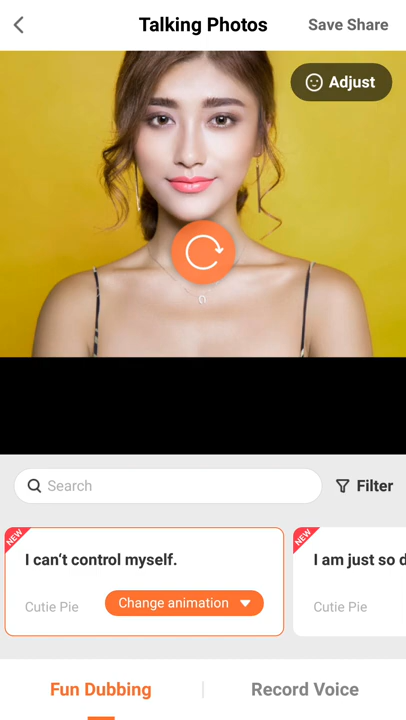 Talking Photos
Save Share
Adjust
Search
Filter
NEW
I can't control myself.
Cutie Pie
Change animation
NEW
I am just so d
Cutie Pie
Fun Dubbing
Record Voice